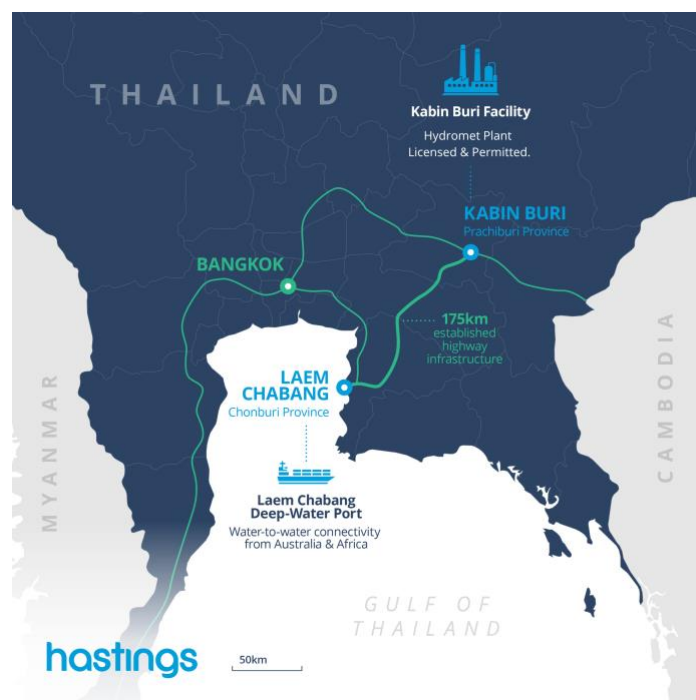 THAILAND
Kabin Buri Facility
Hydromet Plant
Licensed & Permitted.
KABIN BURI
Prachiburi Province
BANGKOK
175km
established
highway
infrastructure
LAEM
CHABANG
Chonburi Province
MYANMAR
CAMBODIA
Laem Chabang
Deep-Water Port
Water-to-water connectivity
from Australia & Africa
GULF OF
THAILAND
hastings
50km